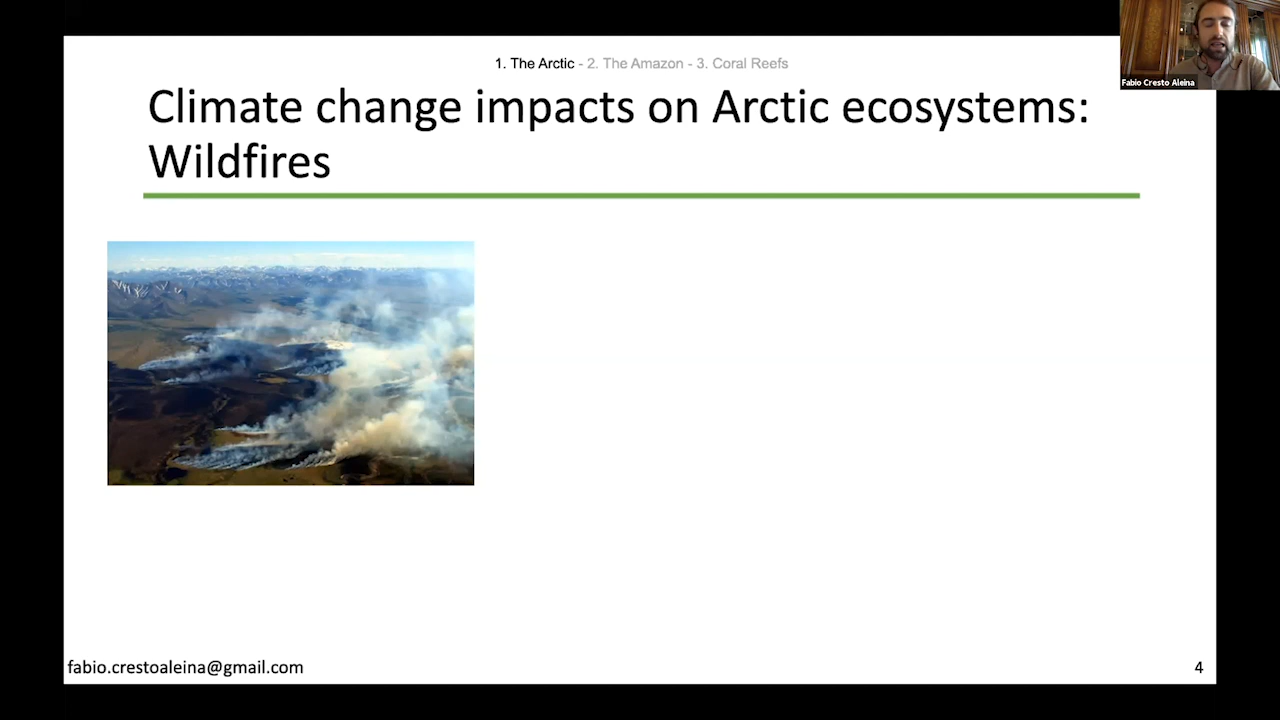 1. The Arctic - 2. The Amazon - 3. Coral Reefs
Climate change impacts on Arctic ecosystems:
Wildfires
Fabio Cresto Aleina
fabio.crestoaleina@gmail.com
4